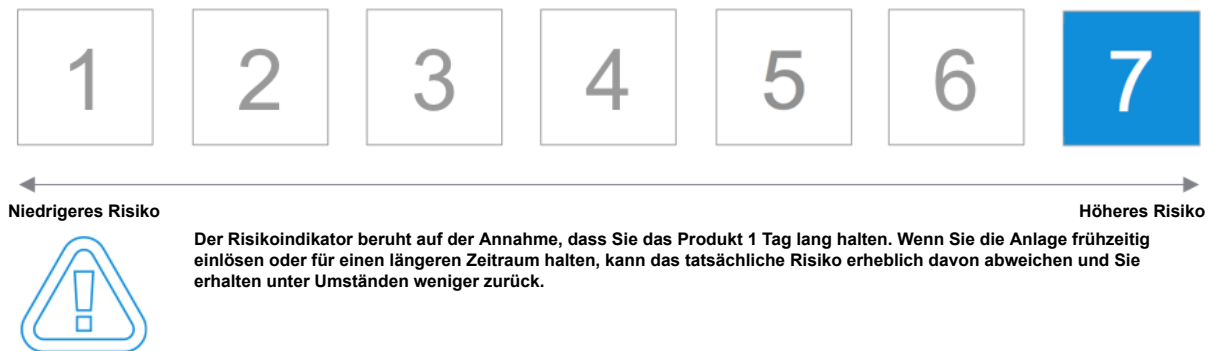 1 2 3 4 5 6 7
Niedrigeres Risiko Höheres Risiko
Der Risikoindikator beruht auf der Annahme, dass Sie das Produkt 1 Tag lang halten. Wenn Sie die Anlage frühzeitig
einlösen oder für einen längeren Zeitraum halten, kann das tatsächliche Risiko erheblich davon abweichen und Sie
erhalten unter Umständen weniger zurück.